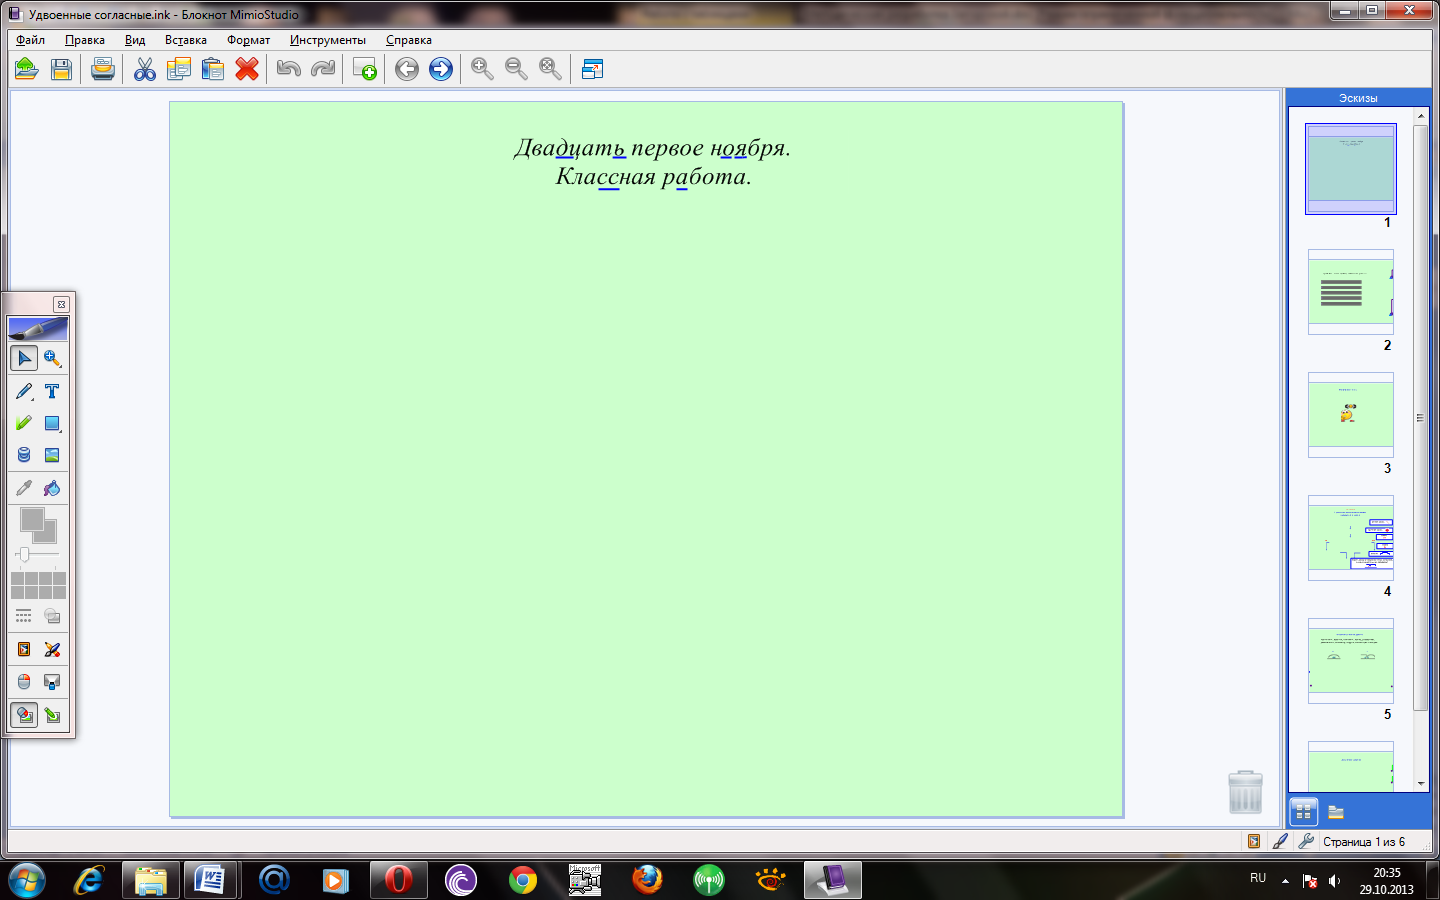 Удвоенные согласные.ink - Блокнот MimioStudio
Файл Правка Вид Вставка Формат Инструменты Справка
Эскизы
Двадцать первое ноября.
Классная работа.
1
2
3
4
5
Страница 1 из 6
Microsoft
RU
20:35
29.10.2013